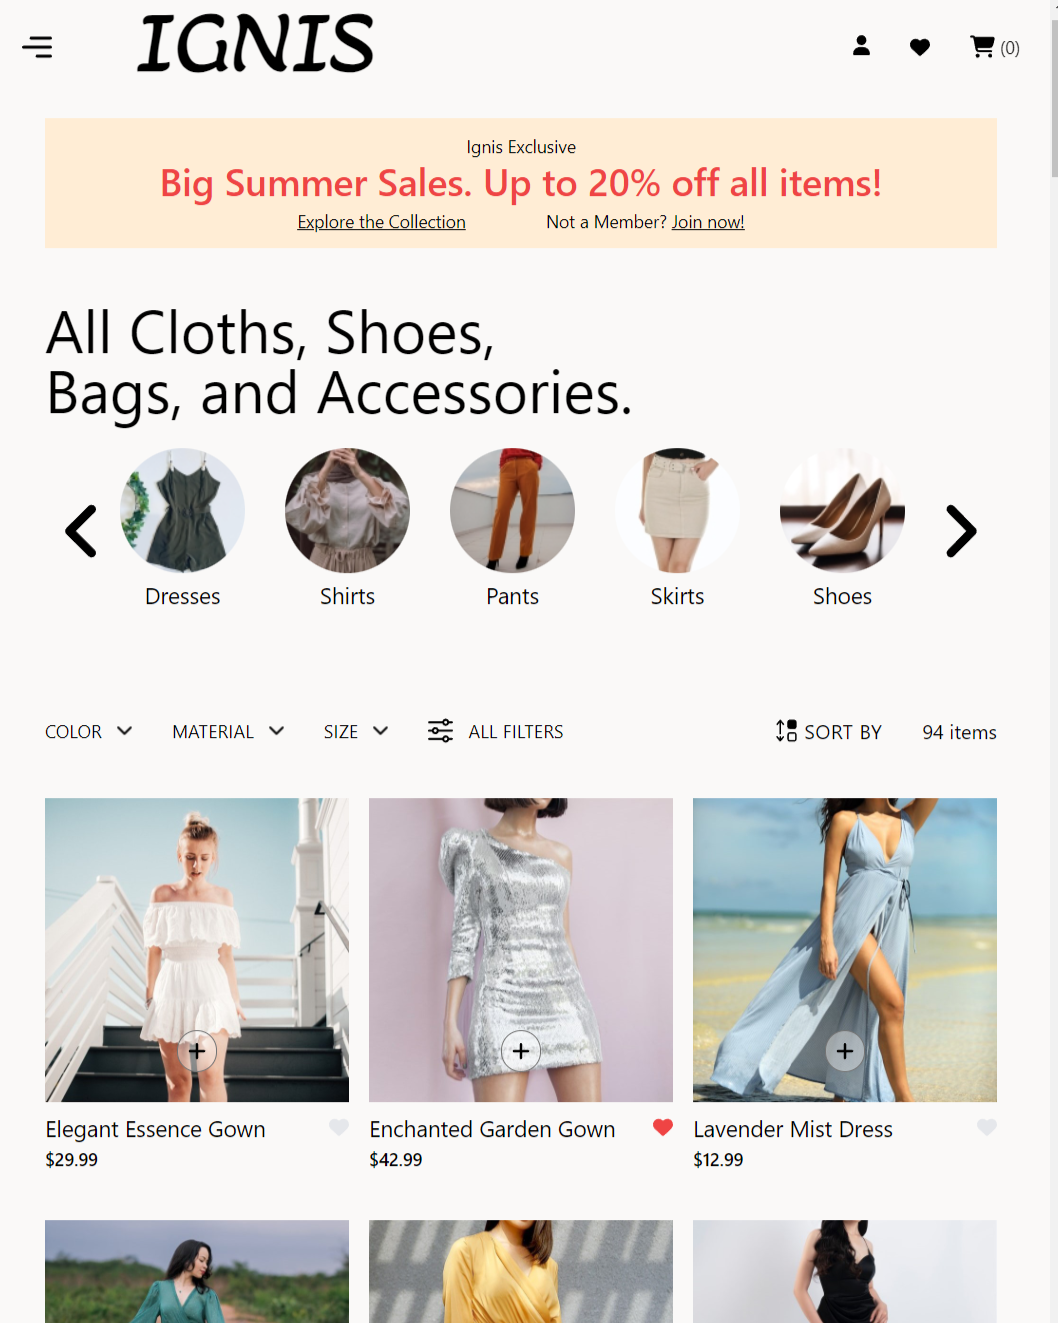 IGNIS
(0)
Ignis Exclusive
Big Summer Sales. Up to 20% off all items!
Explore the Collection Not a Member? Join now!
All Cloths, Shoes,
Bags, and Accessories.
Dresses Shirts Pants Skirts Shoes
COLOR MATERIAL SIZE ALL FILTERS SORT BY 94 items
Elegant Essence Gown
$29.99
Enchanted Garden Gown
$42.99
Lavender Mist Dress
$12.99